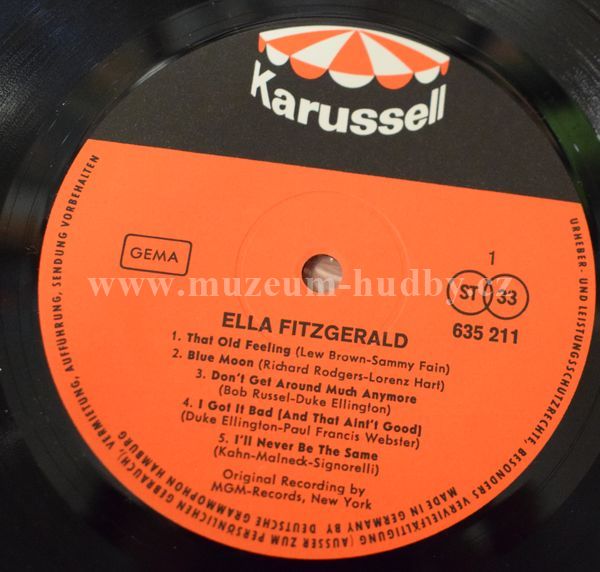 Karussell
GEMA
1
ST 33
635 211
www.muzeum-hudby.cz
ELLA FITZGERALD
1. That Old Feeling (Lew Brown-Sammy Fain)
2. Blue Moon (Richard Rodgers-Lorenz Hart)
3. Don't Get Around Much Anymore
(Bob Russel-Duke Ellington)
4. I Got It Bad (And That Aint't Good)
(Duke Ellington-Paul Francis Webster)
5. I'll Never Be The Same
(Kahn-Malneck-Signorelli)
Original Recording by
MGM-Records, New York
URHEBER- UND LEISTUNGSSCHUTZRECHTE, BESONDERS VERVIELFÄLTIGUNG (AUSSER ZUM PERSÖNLICHEN GEBRAUCH), VERMIETUNG, AUFFÜHRUNG, SENDUNG VORBEHALTEN
MADE IN GERMANY BY DEUTSCHE GRAMMOPHON HAMBURG